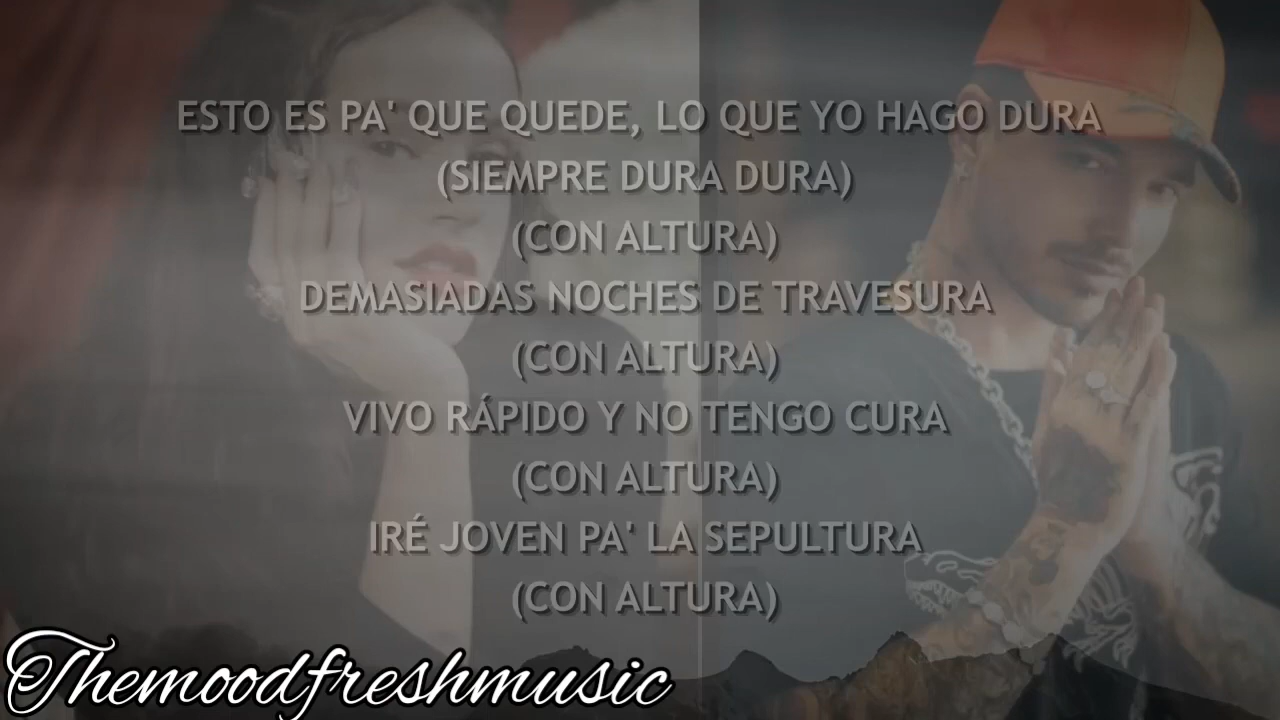 ESTO ES PA' QUE QUEDE, LO QUE YO HAGO DURA
(SIEMPRE DURA DURA)
(CON ALTURA)
DEMASIADAS NOCHES DE TRAVESURA
(CON ALTURA)
VIVO RÁPIDO Y NO TENGO CURA
(CON ALTURA)
IRÉ JOVEN PA' LA SEPULTURA
(CON ALTURA)
Themoodfreshmusic